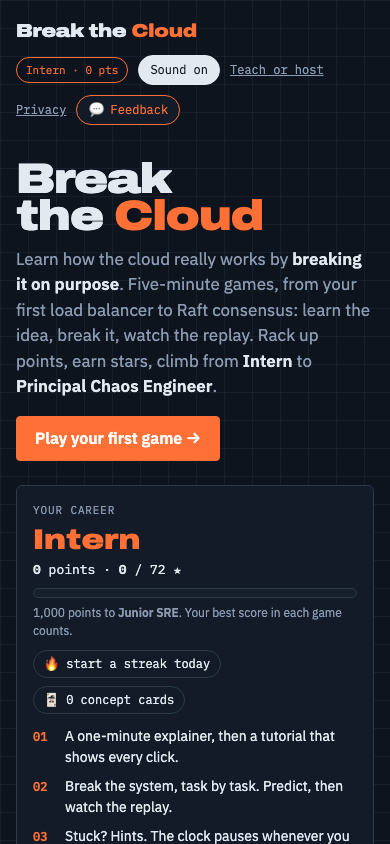 Break the Cloud
Intern · 0 pts
Sound on
Teach or host
Privacy
💬 Feedback
Break
the Cloud
Learn how the cloud really works by breaking
it on purpose. Five-minute games, from your
first load balancer to Raft consensus: learn the
idea, break it, watch the replay. Rack up
points, earn stars, climb from Intern to
Principal Chaos Engineer.
Play your first game →
YOUR CAREER
Intern
0 points · 0 / 72 ★
1,000 points to Junior SRE. Your best score in each game
counts.
🔥 start a streak today
🃏 0 concept cards
01 A one-minute explainer, then a tutorial that
shows every click.
02 Break the system, task by task. Predict, then
watch the replay.
03 Stuck? Hints. The clock pauses whenever you